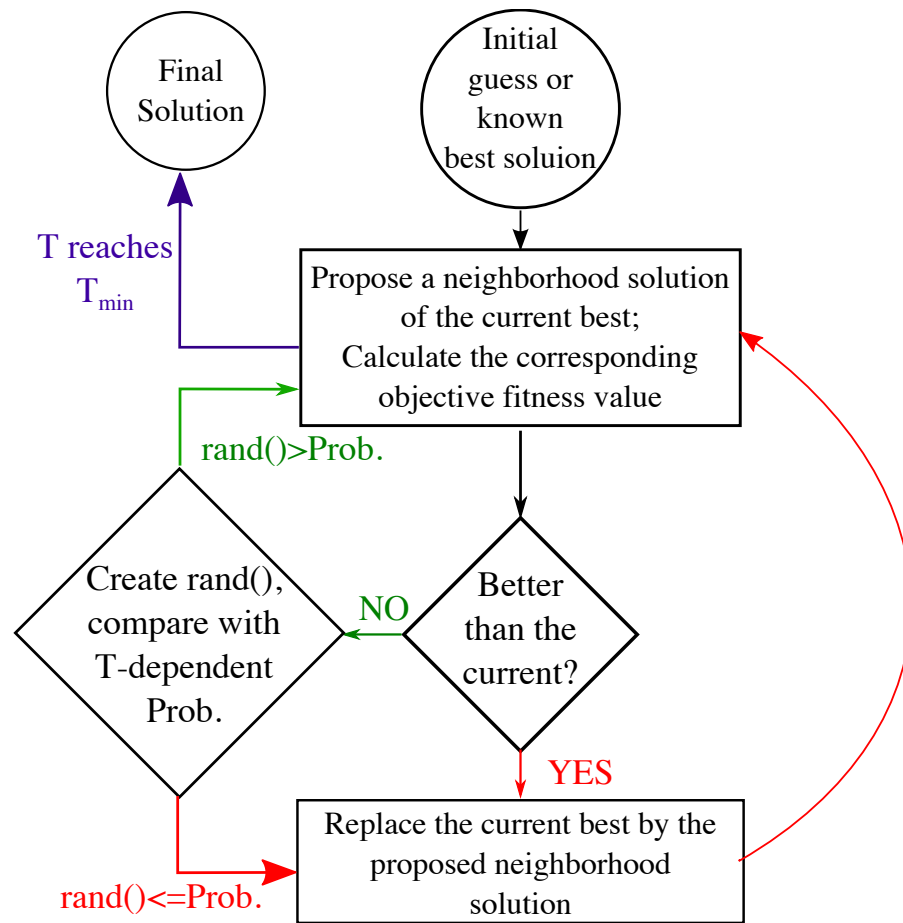 Final
Solution
Initial
guess or
known
best soluion
T reaches
T_min
Propose a neighborhood solution
of the current best;
Calculate the corresponding
objective fitness value
rand()>Prob.
Create rand(),
compare with
T-dependent
Prob.
NO
Better
than the
current?
YES
rand()<=Prob.
Replace the current best by the
proposed neighborhood
solution